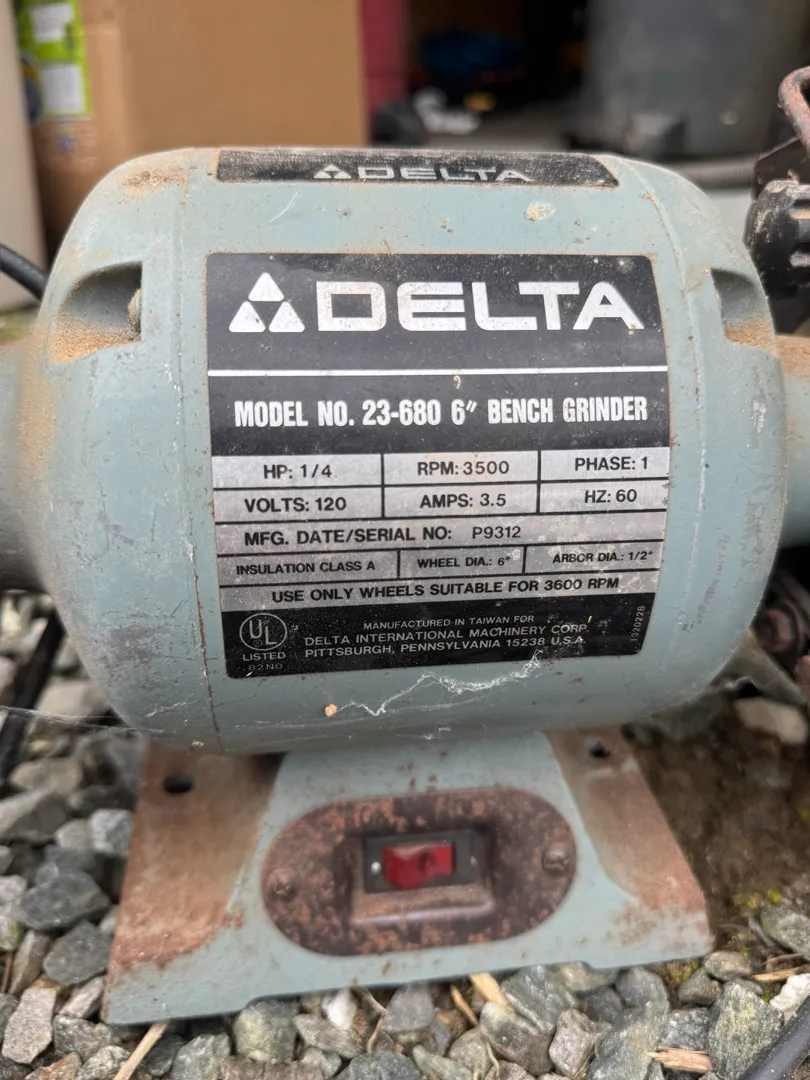 DELTA
DELTA
MODEL NO. 23-680 6" BENCH GRINDER
HP: 1/4 RPM: 3500 PHASE: 1
VOLTS: 120 AMPS: 3.5 HZ: 60
MFG. DATE/SERIAL NO: P9312
INSULATION CLASS A WHEEL DIA.: 6" ARBOR DIA.: 1/2"
USE ONLY WHEELS SUITABLE FOR 3600 RPM
UL
LISTED
82N0
MANUFACTURED IN TAIWAN FOR
DELTA INTERNATIONAL MACHINERY CORP.
PITTSBURGH, PENNSYLVANIA 15238 U.S.A.
1320228